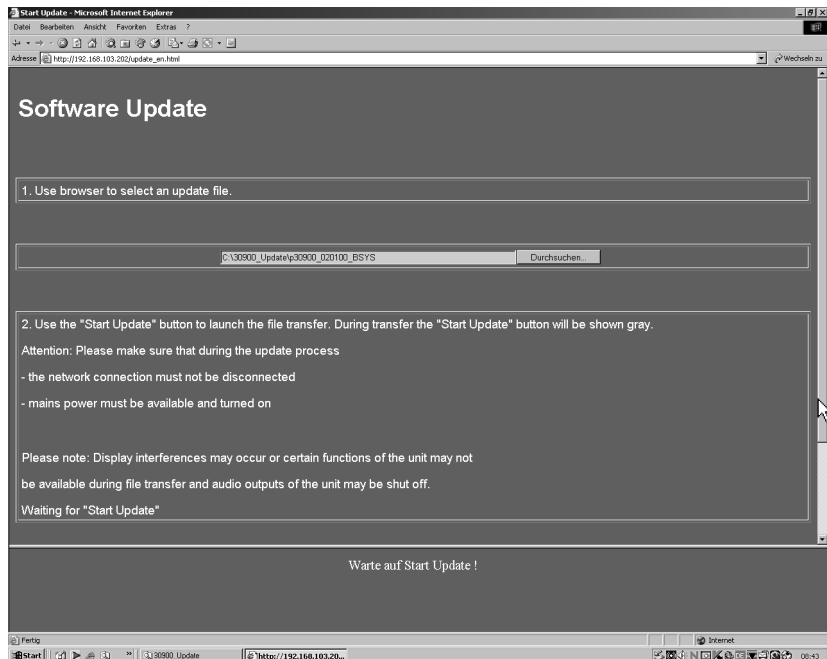 Start Update - Microsoft Internet Explorer
Datei Bearbeiten Ansicht Favoriten Extras ?
Adresse http://192.168.103.202/update_en.html Wechseln zu
Software Update
1. Use browser to select an update file.
C:\30900_Update\p30900_020100_BSYS Durchsuchen...
2. Use the "Start Update" button to launch the file transfer. During transfer the "Start Update" button will be shown gray.
Attention: Please make sure that during the update process
- the network connection must not be disconnected
- mains power must be available and turned on
Please note: Display interferences may occur or certain functions of the unit may not
be available during file transfer and audio outputs of the unit may be shut off.
Waiting for "Start Update"
Warte auf Start Update !
Fertig Internet
Start » 30900_Update http://192.168.103.20... 08:43